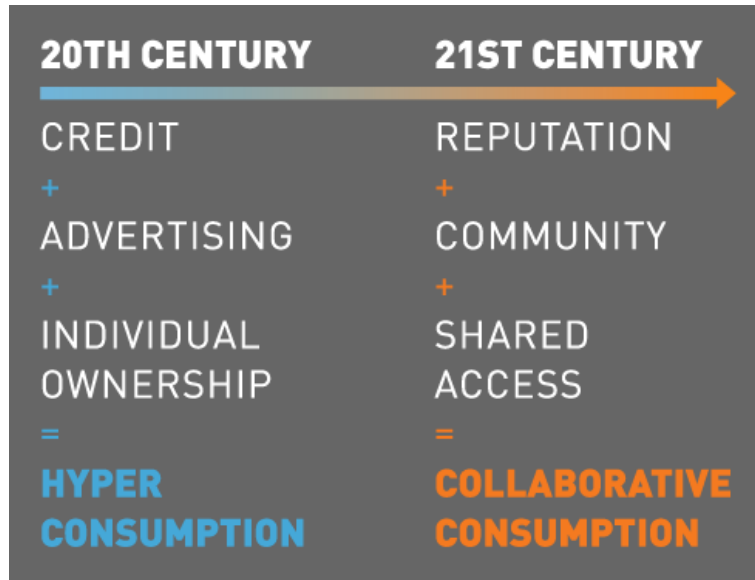 20TH CENTURY
CREDIT
+
ADVERTISING
+
INDIVIDUAL
OWNERSHIP
=
HYPER
CONSUMPTION
21ST CENTURY
REPUTATION
+
COMMUNITY
+
SHARED
ACCESS
=
COLLABORATIVE
CONSUMPTION